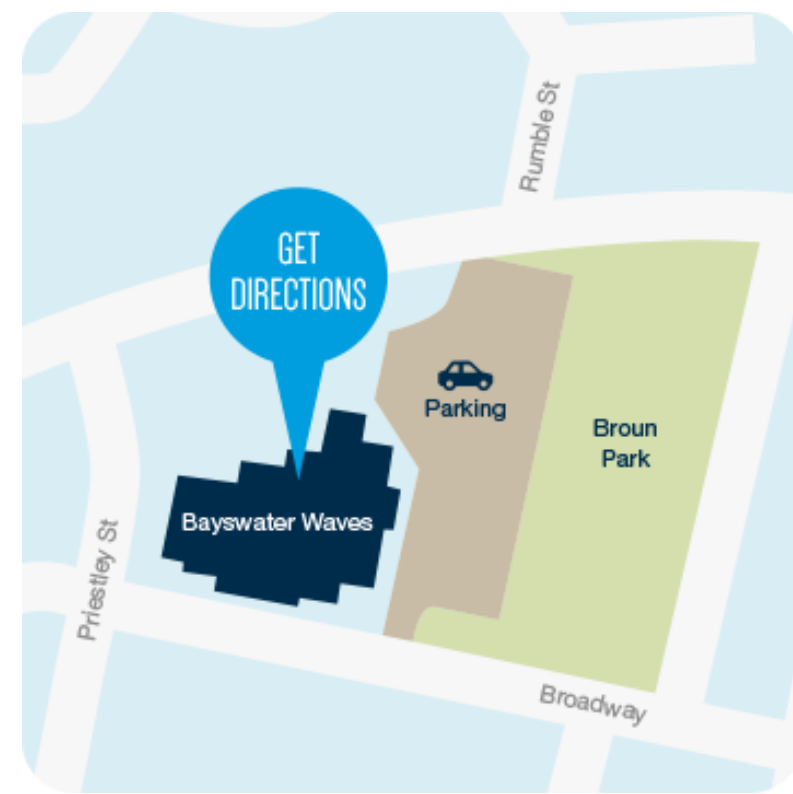 Rumble St
GET
DIRECTIONS
Parking
Broun
Park
Bayswater Waves
Priestley St
Broadway